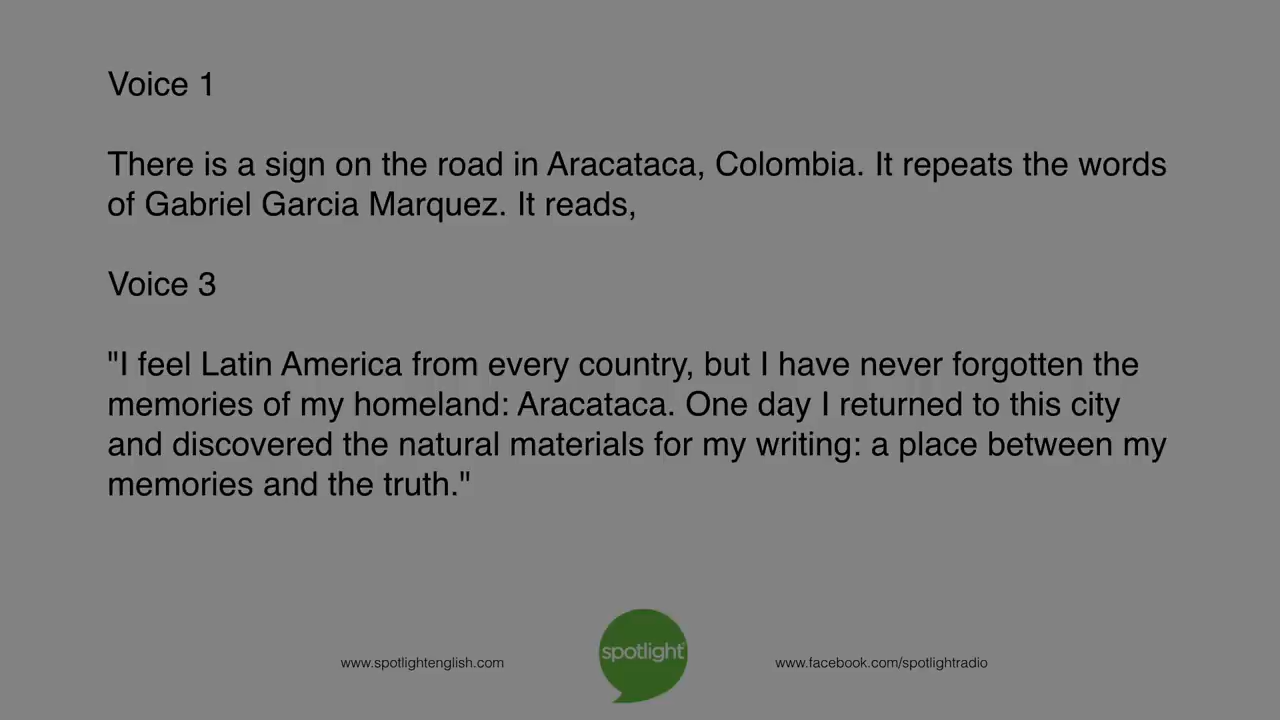 Voice 1
There is a sign on the road in Aracataca, Colombia. It repeats the words
of Gabriel Garcia Marquez. It reads,
Voice 3
"I feel Latin America from every country, but I have never forgotten the
memories of my homeland: Aracataca. One day I returned to this city
and discovered the natural materials for my writing: a place between my
memories and the truth."
www.spotlightenglish.com
spotlight
www.facebook.com/spotlightradio